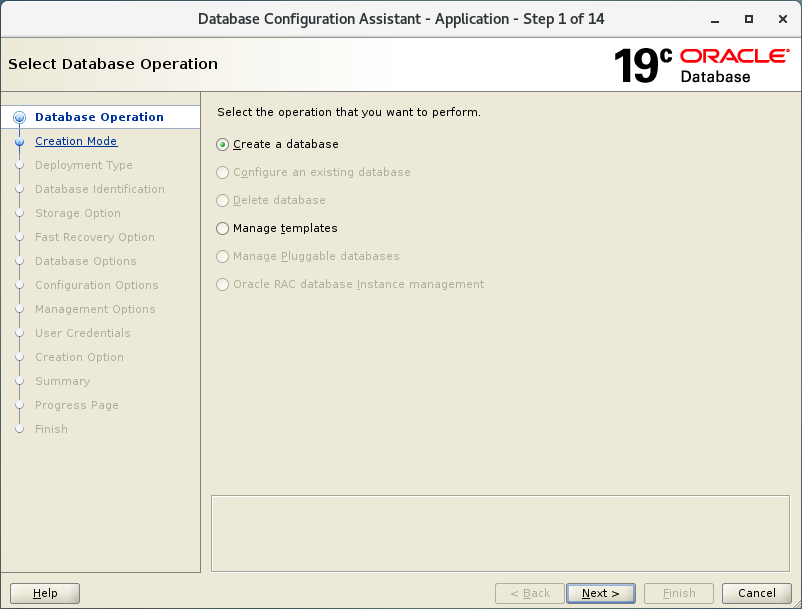 Database Configuration Assistant - Application - Step 1 of 14
Select Database Operation
19c ORACLE
Database
Database Operation
Creation Mode
Deployment Type
Database Identification
Storage Option
Fast Recovery Option
Database Options
Configuration Options
Management Options
User Credentials
Creation Option
Summary
Progress Page
Finish
Select the operation that you want to perform.
Create a database
Configure an existing database
Delete database
Manage templates
Manage Pluggable databases
Oracle RAC database Instance management
Help
< Back
Next >
Finish
Cancel